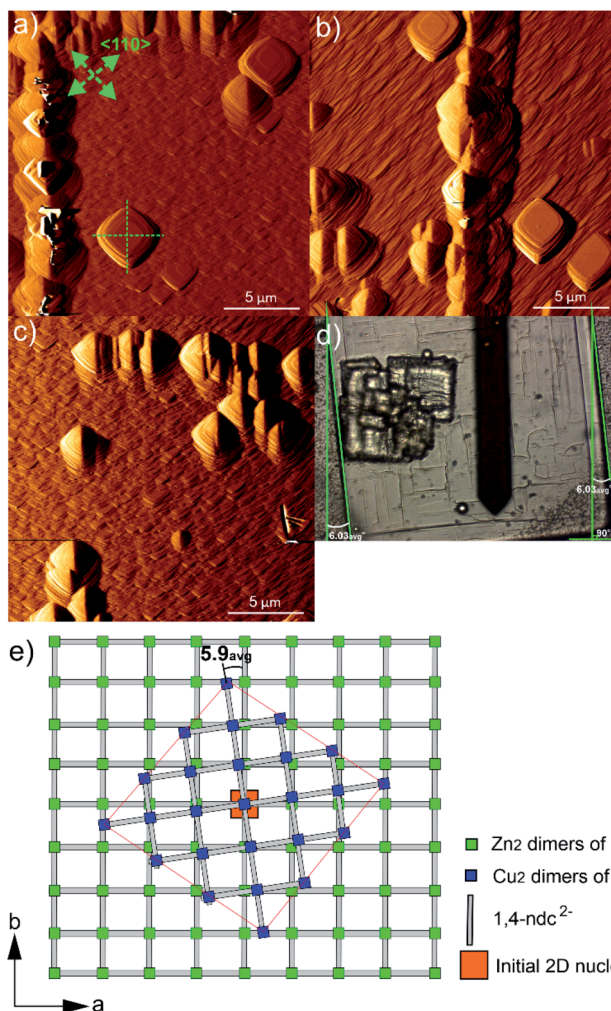 a)
<110>
5 µm
b)
5 µm
c)
5 µm
d)
6.03avg°
6.03avg°
90°
e)
5.9avg
Zn2 dimers of
Cu2 dimers of
1,4-ndc2-
Initial 2D nucl
b
a